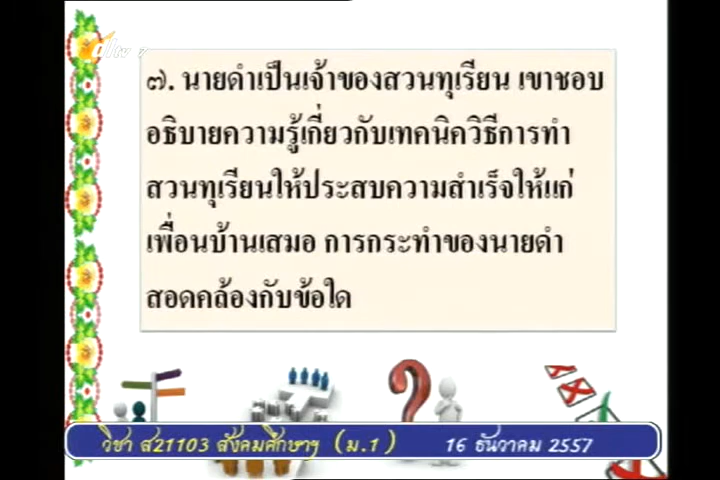 dltv 7
๗. นายดำเป็นเจ้าของสวนทุเรียน เขาชอบ
อธิบายความรู้เกี่ยวกับเทคนิควิธีการทำ
สวนทุเรียนให้ประสบความสำเร็จให้แก่
เพื่อนบ้านเสมอ การกระทำของนายดำ
สอดคล้องกับข้อใด
วิชา ส21103 สังคมศึกษาฯ (ม.1) 16 ธันวาคม 2557